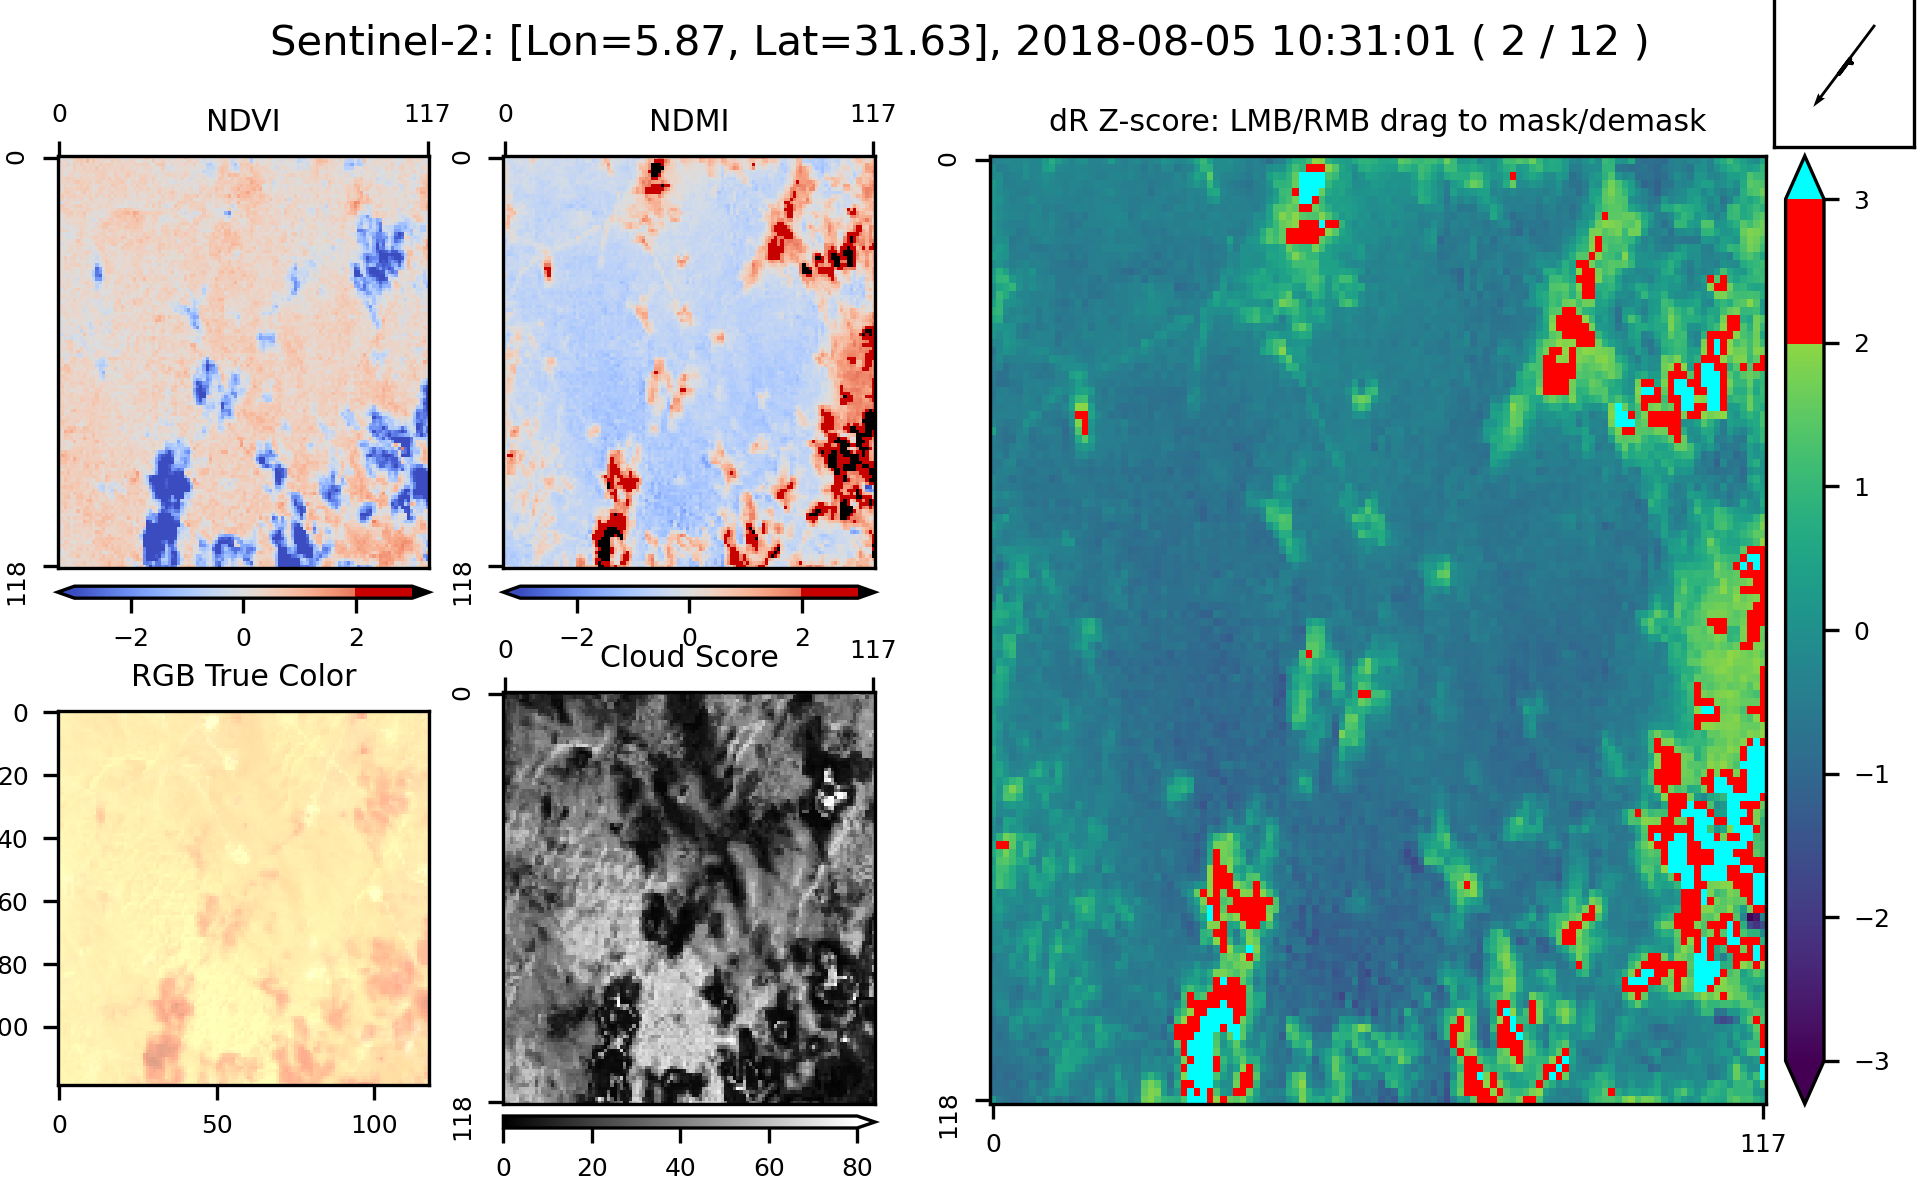 Sentinel-2: [Lon=5.87, Lat=31.63], 2018-08-05 10:31:01 ( 2 / 12 )
0 NDVI 117
0
118
−2 0 2
0 NDMI 117
0
118
−2 0 2
RGB True Color
0
20
40
60
80
00
0 50 100
0 Cloud Score 117
0
118
0 20 40 60 80
dR Z-score: LMB/RMB drag to mask/demask
0
118
0 117
3
2
1
0
−1
−2
−3